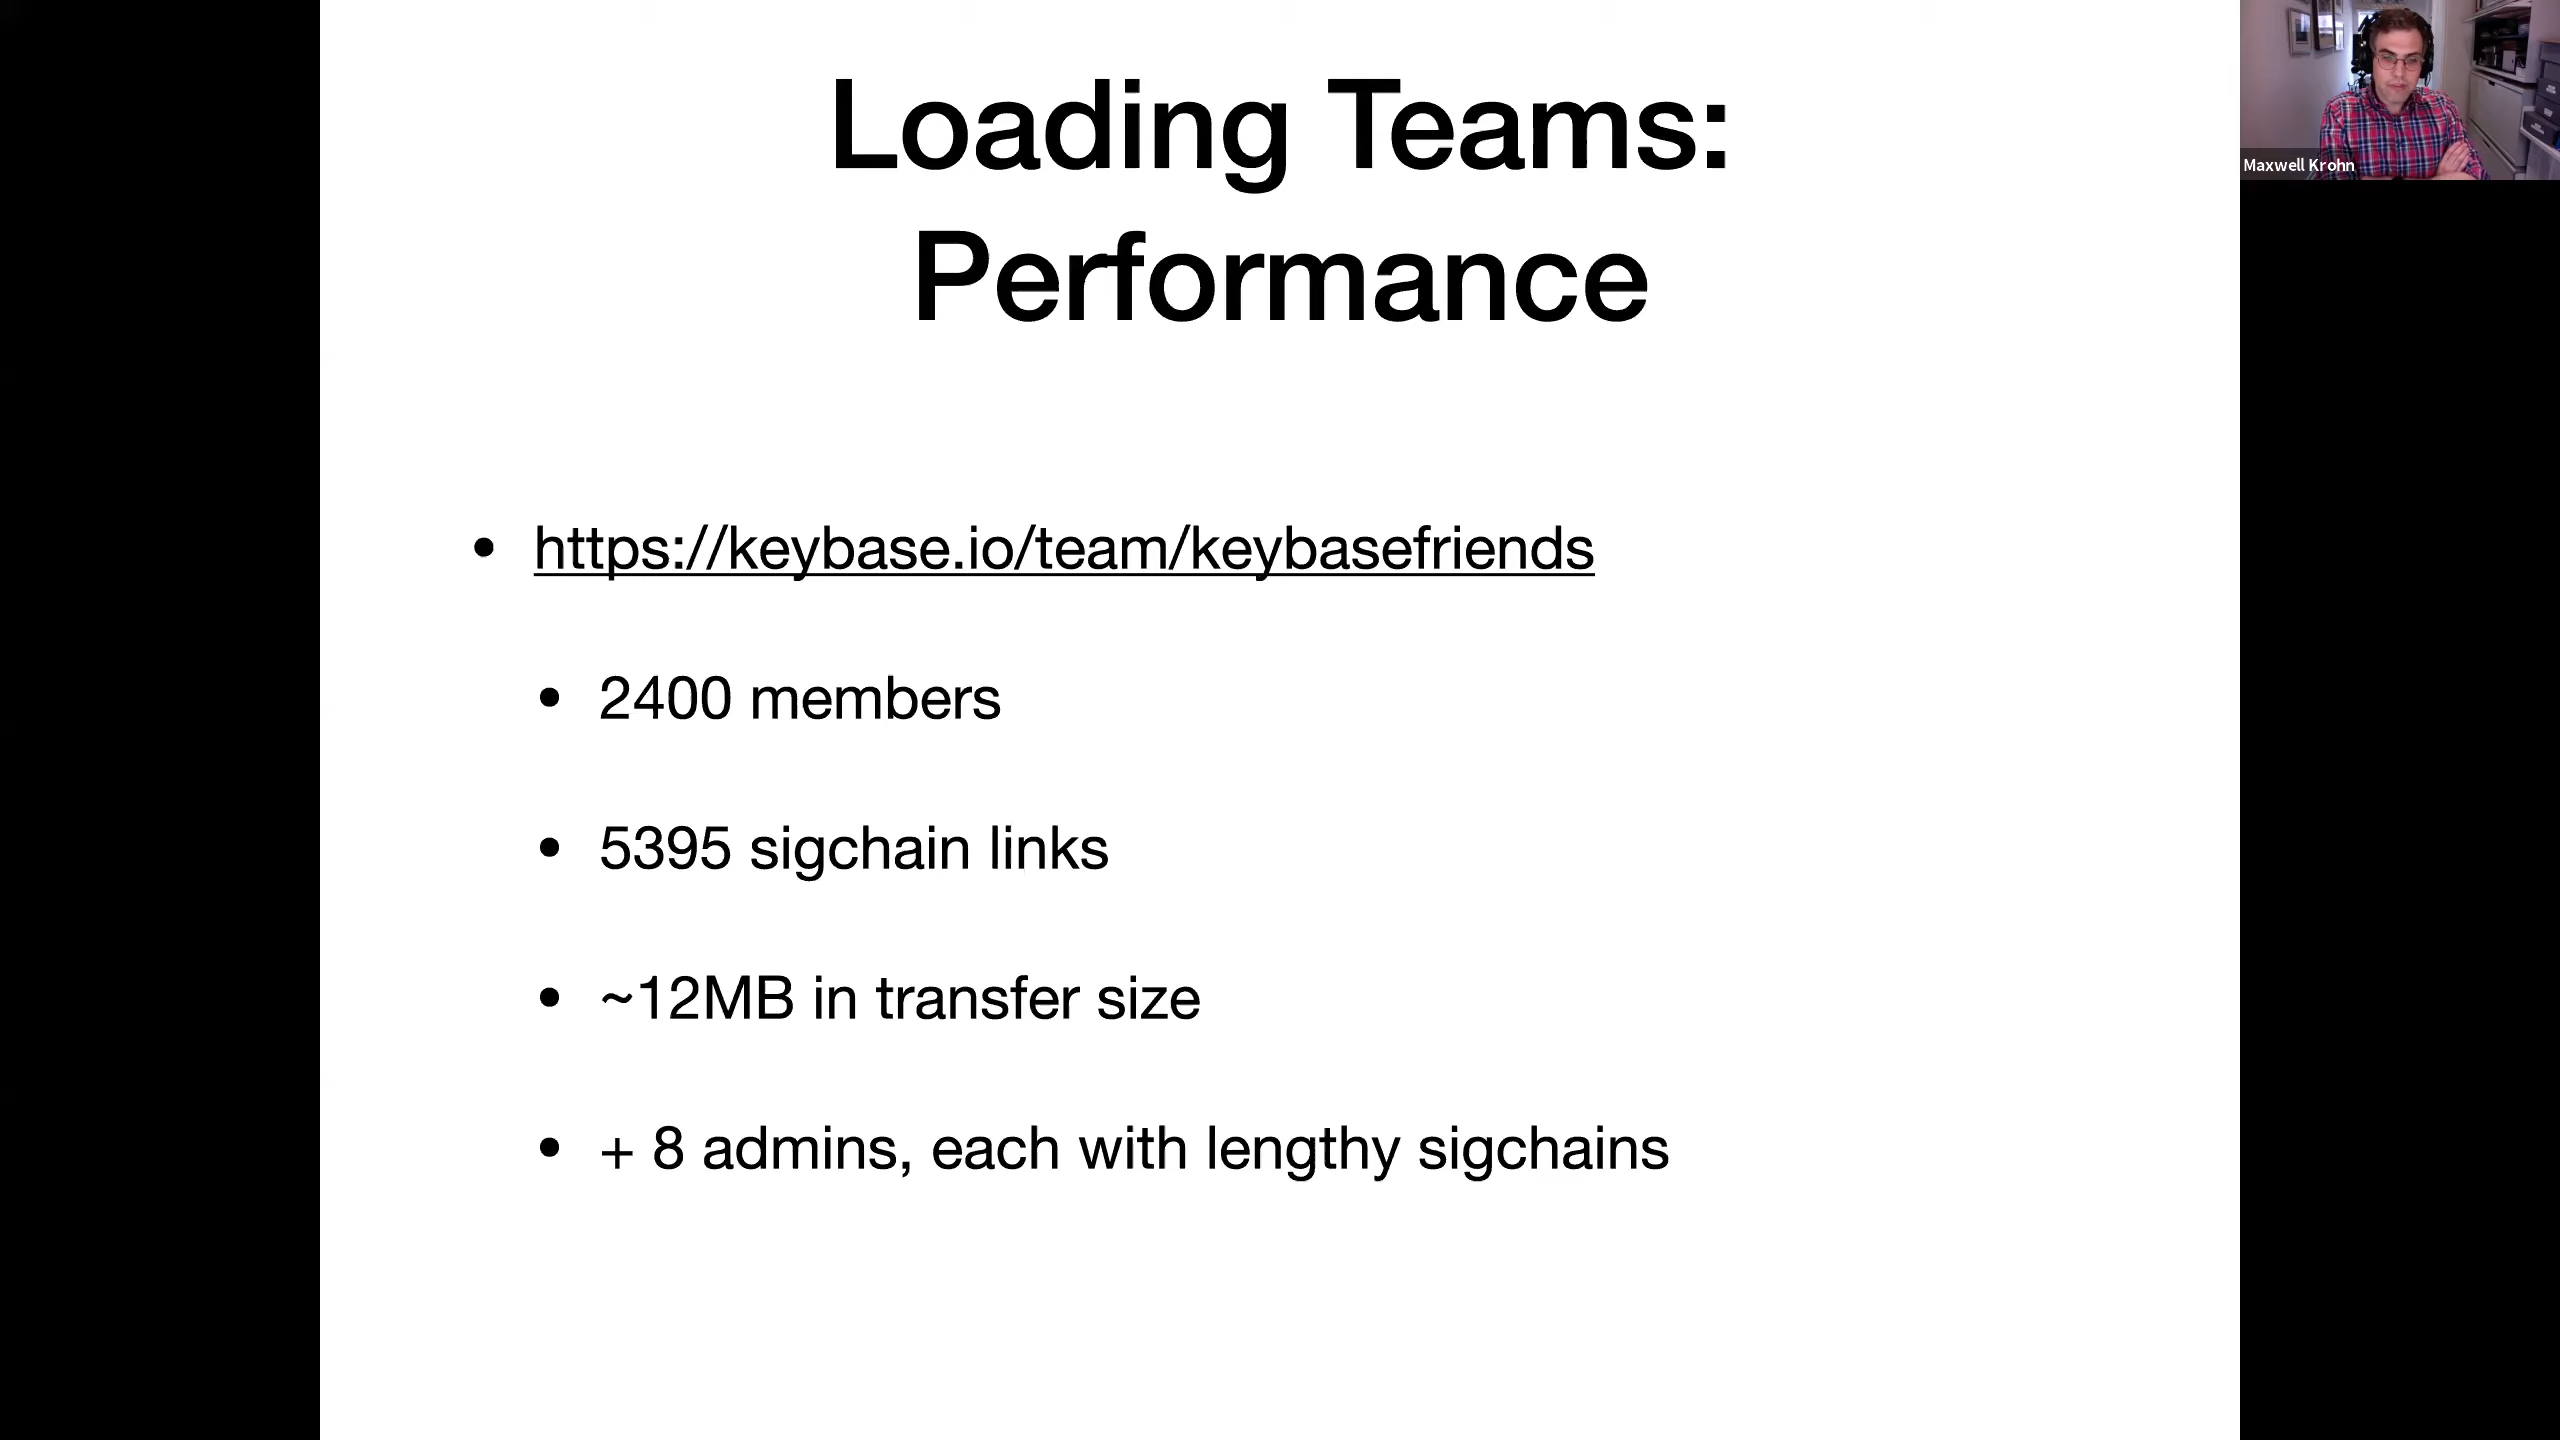 Loading Teams:
Performance
• https://keybase.io/team/keybasefriends
• 2400 members
• 5395 sigchain links
• ~12MB in transfer size
• + 8 admins, each with lengthy sigchains
Maxwell Krohn